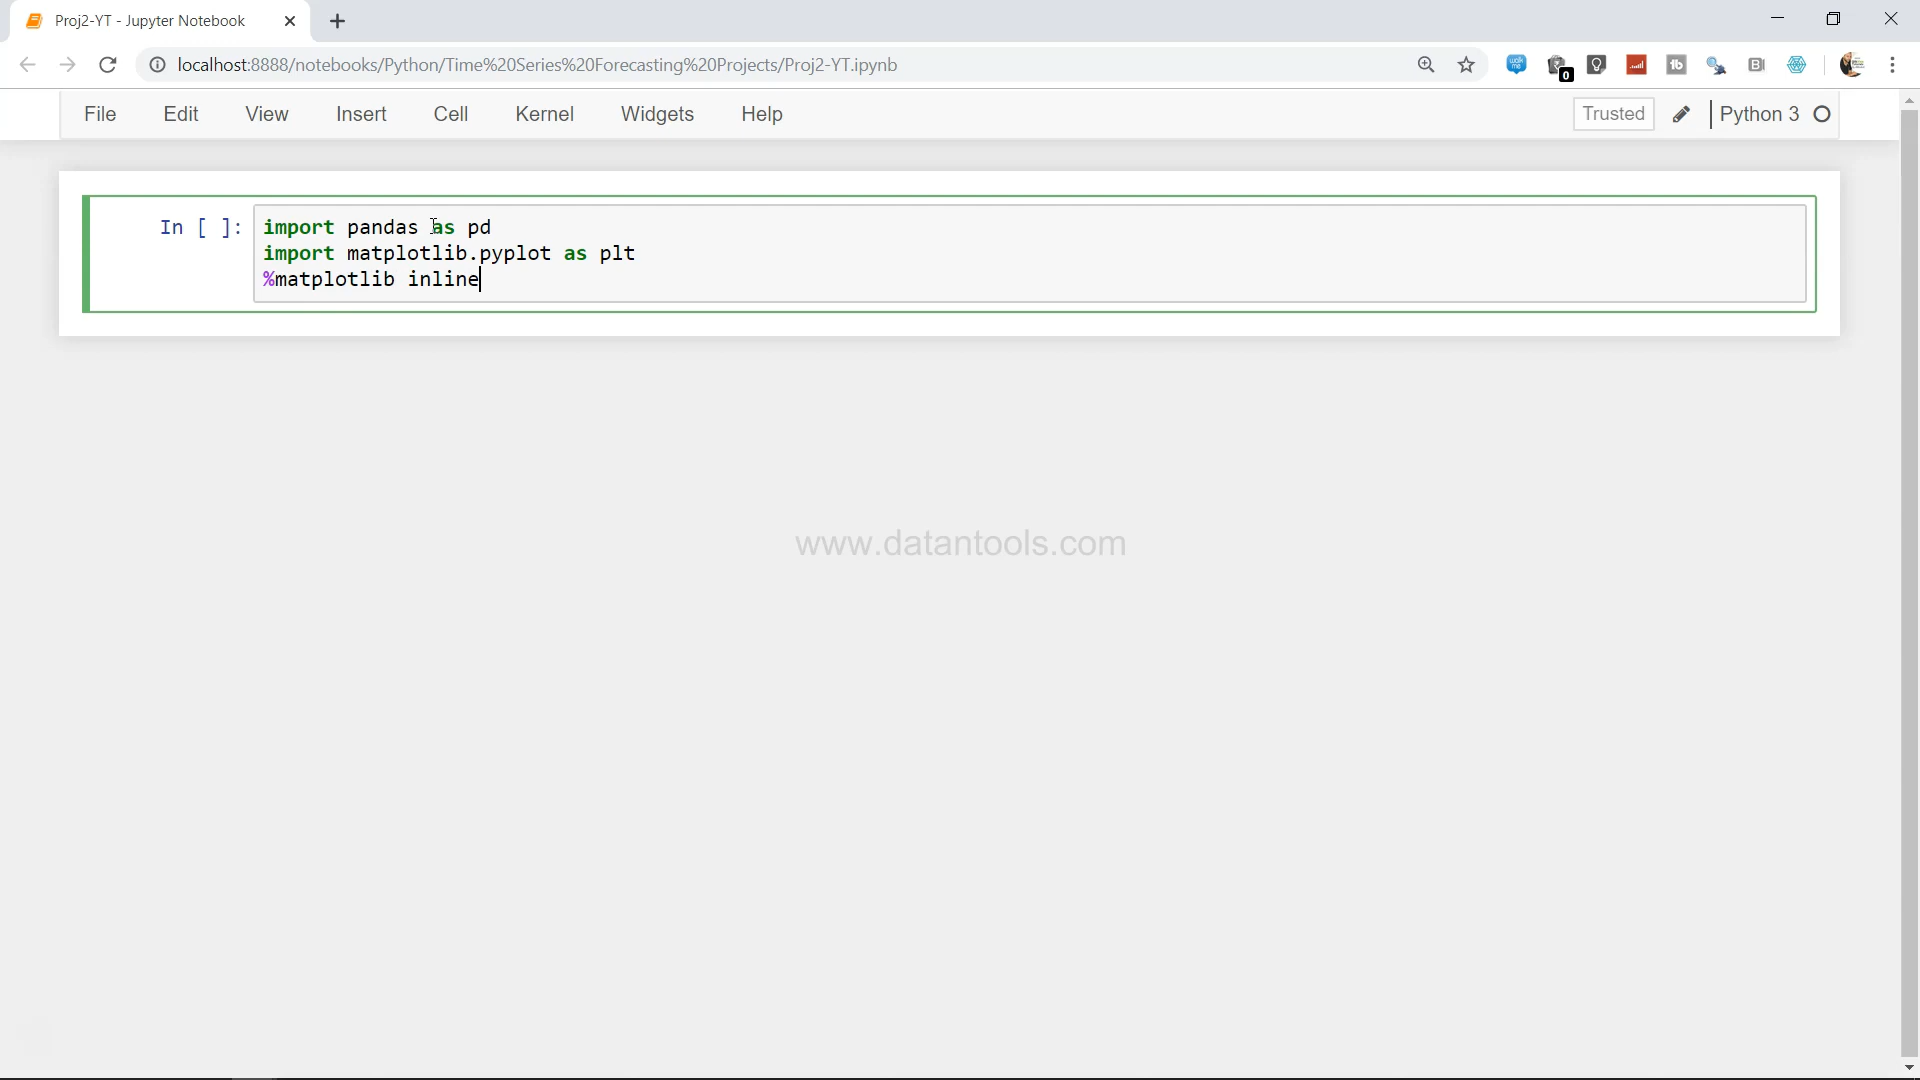 Proj2-YT - Jupyter Notebook
localhost:8888/notebooks/Python/Time%20Series%20Forecasting%20Projects/Proj2-YT.ipynb
0
tb
B
File Edit View Insert Cell Kernel Widgets Help Trusted Python 3
In [ ]: import pandas as pd
import matplotlib.pyplot as plt
%matplotlib inline
www.datantools.com